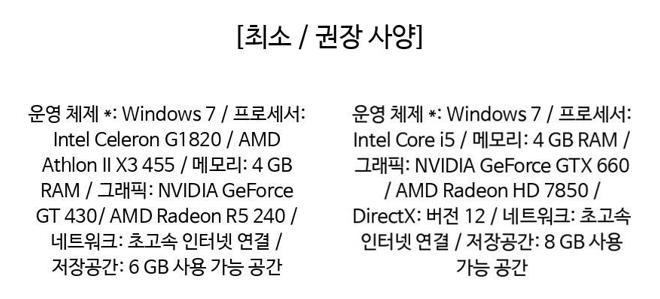 [최소 / 권장 사양]
운영 체제 *: Windows 7 / 프로세서:
Intel Celeron G1820 / AMD
Athlon II X3 455 / 메모리: 4 GB
RAM / 그래픽: NVIDIA GeForce
GT 430/ AMD Radeon R5 240 /
네트워크: 초고속 인터넷 연결 /
저장공간: 6 GB 사용 가능 공간
운영 체제 *: Windows 7 / 프로세서:
Intel Core i5 / 메모리: 4 GB RAM /
그래픽: NVIDIA GeForce GTX 660
/ AMD Radeon HD 7850 /
DirectX: 버전 12 / 네트워크: 초고속
인터넷 연결 / 저장공간: 8 GB 사용
가능 공간